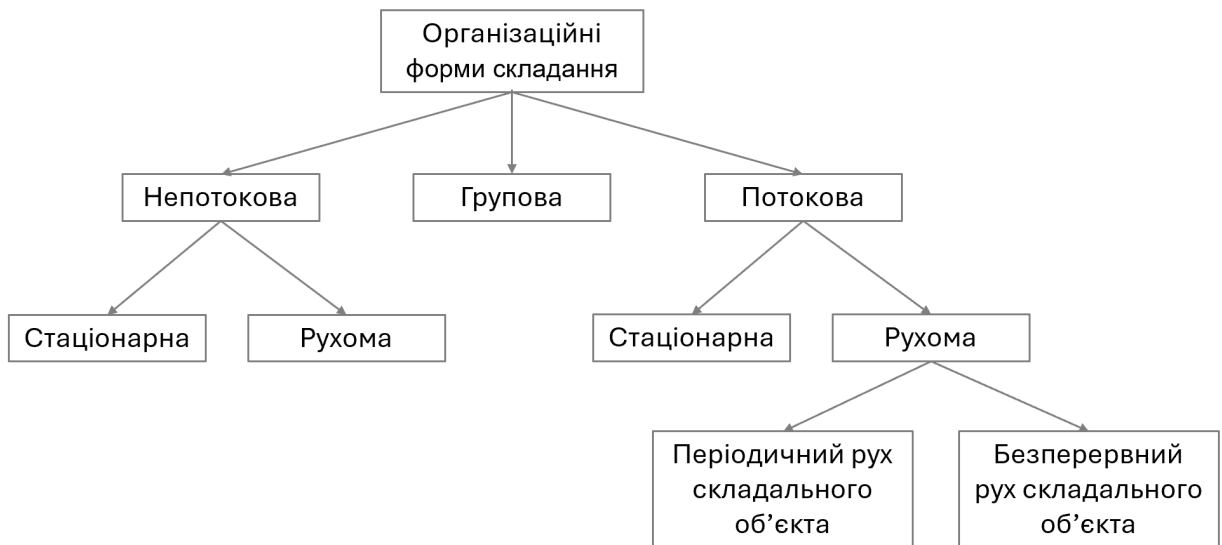 Організаційні
форми складання
Непотокова
Групова
Потокова
Стаціонарна
Рухома
Стаціонарна
Рухома
Періодичний рух
складального
об’єкта
Безперервний
рух складального
об’єкта